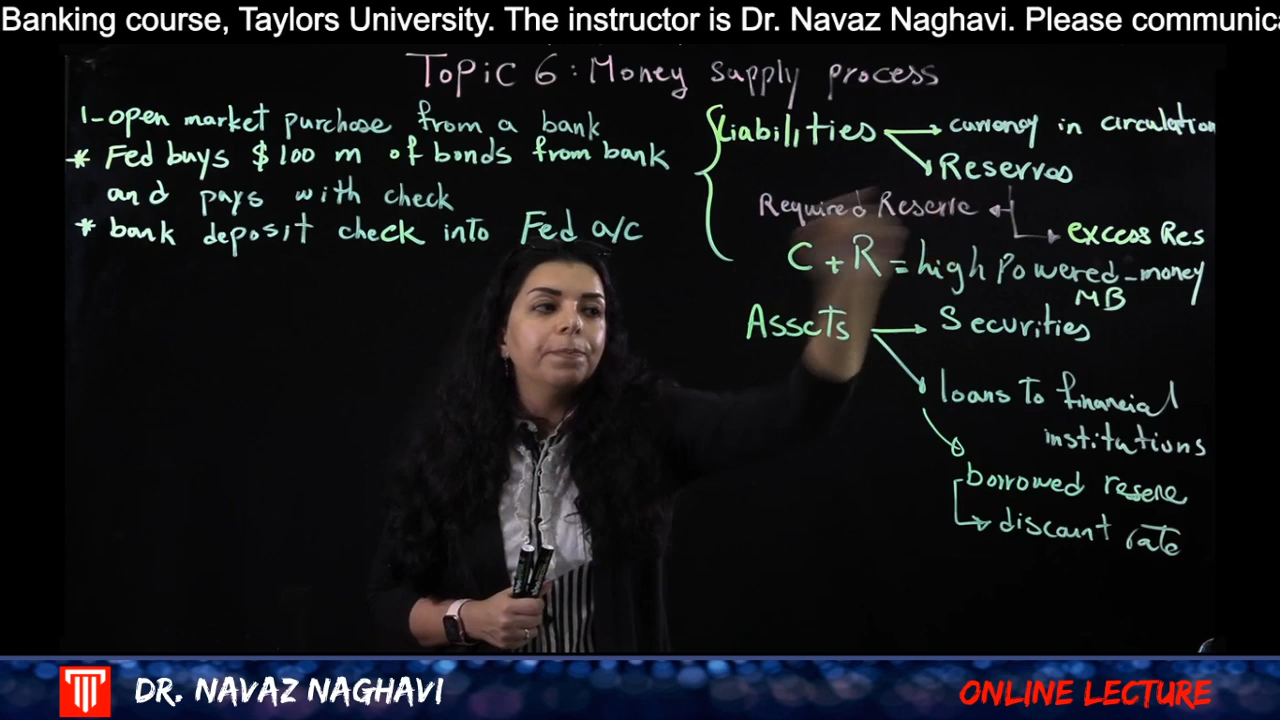 Banking course, Taylors University. The instructor is Dr. Navaz Naghavi. Please communica
Topic 6: Money supply process
1-open market purchase from a bank
* Fed buys $100 m of bonds from bank
and pays with check
* bank deposit check into Fed a/c
Liabilities → currency in circulation
Reserves
Required Reserve
excess Res
C + R = high Powered-money
MB
Assets → Securities
loans To financial
institutions
borrowed resere
discount rate
DR. NAVAZ NAGHAVI
ONLINE LECTURE